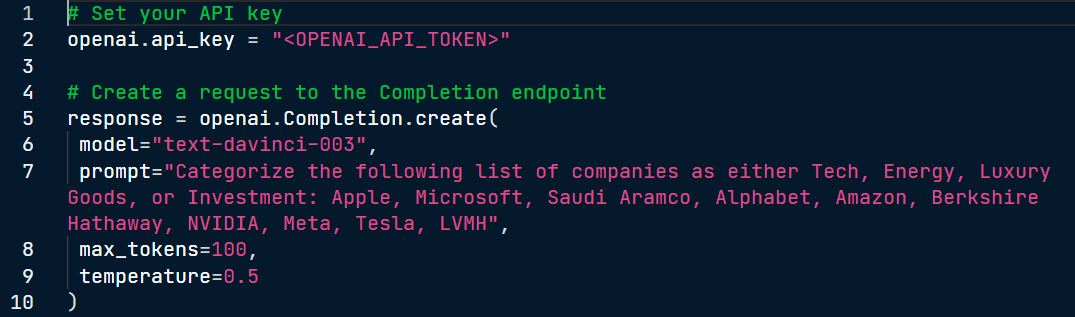 1 # Set your API key
2 openai.api_key = "<OPENAI_API_TOKEN>"
3
4 # Create a request to the Completion endpoint
5 response = openai.Completion.create(
6 model="text-davinci-003",
7 prompt="Categorize the following list of companies as either Tech, Energy, Luxury
Goods, or Investment: Apple, Microsoft, Saudi Aramco, Alphabet, Amazon, Berkshire
Hathaway, NVIDIA, Meta, Tesla, LVMH",
8 max_tokens=100,
9 temperature=0.5
10 )